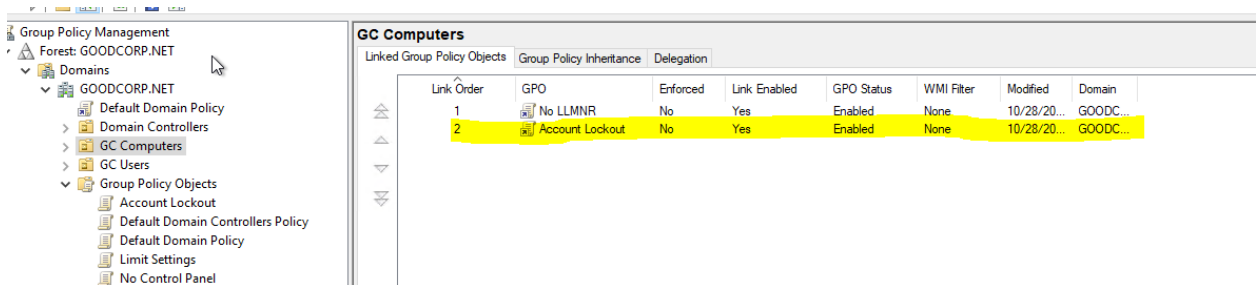 Group Policy Management
Forest: GOODCORP.NET
Domains
GOODCORP.NET
Default Domain Policy
Domain Controllers
GC Computers
GC Users
Group Policy Objects
Account Lockout
Default Domain Controllers Policy
Default Domain Policy
Limit Settings
No Control Panel
GC Computers
Linked Group Policy Objects Group Policy Inheritance Delegation
Link Order GPO Enforced Link Enabled GPO Status WMI Filter Modified Domain
1 No LLMNR No Yes Enabled None 10/28/20... GOODC...
2 Account Lockout No Yes Enabled None 10/28/20... GOODC...